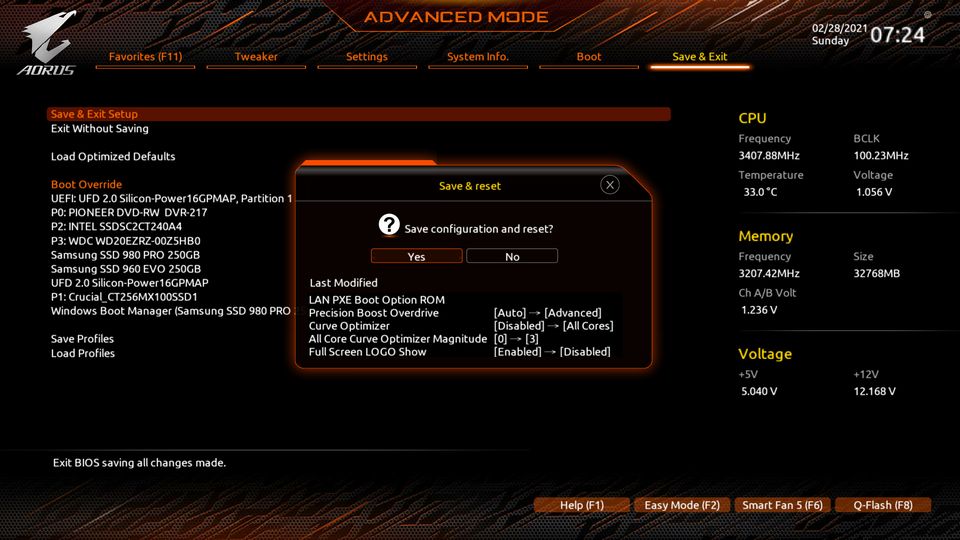 ADVANCED MODE
AORUS
02/28/2021
Sunday
07:24
Favorites (F11) Tweaker Settings System Info. Boot Save & Exit
Save & Exit Setup
Exit Without Saving
Load Optimized Defaults
Boot Override
UEFI: UFD 2.0 Silicon-Power16GPMAP, Partition 1
P0: PIONEER DVD-RW DVR-217
P2: INTEL SSDSC2CT240A4
P3: WDC WD20EZRZ-00Z5HB0
Samsung SSD 980 PRO 250GB
Samsung SSD 960 EVO 250GB
UFD 2.0 Silicon-Power16GPMAP
P1: Crucial_CT256MX100SSD1
Windows Boot Manager (Samsung SSD 980 PRO
Save Profiles
Load Profiles
Save & reset
Save configuration and reset?
Yes No
Last Modified
LAN PXE Boot Option ROM
Precision Boost Overdrive [Auto] → [Advanced]
Curve Optimizer [Disabled] → [All Cores]
All Core Curve Optimizer Magnitude [0] → [3]
Full Screen LOGO Show [Enabled] → [Disabled]
CPU
Frequency BCLK
3407.88MHz 100.23MHz
Temperature Voltage
33.0 °C 1.056 V
Memory
Frequency Size
3207.42MHz 32768MB
Ch A/B Volt
1.236 V
Voltage
+5V +12V
5.040 V 12.168 V
Exit BIOS saving all changes made.
Help (F1) Easy Mode (F2) Smart Fan 5 (F6) Q-Flash (F8)